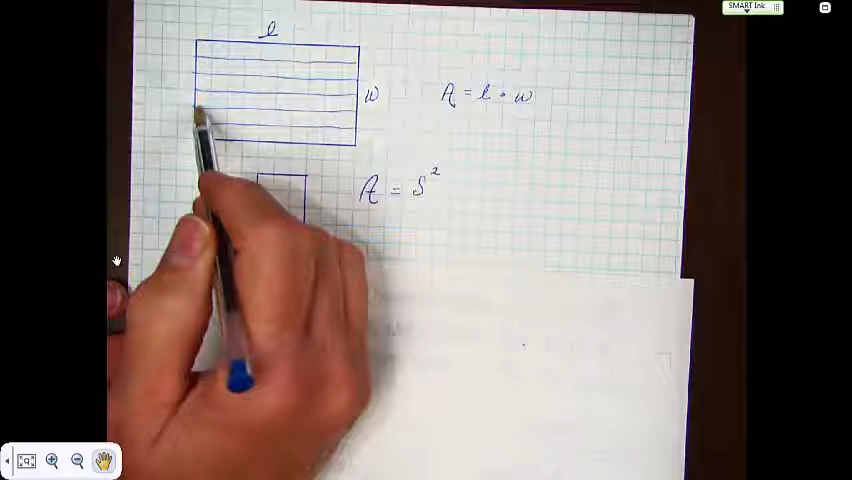 SMART Ink
l
w
A = l · w
A = s²